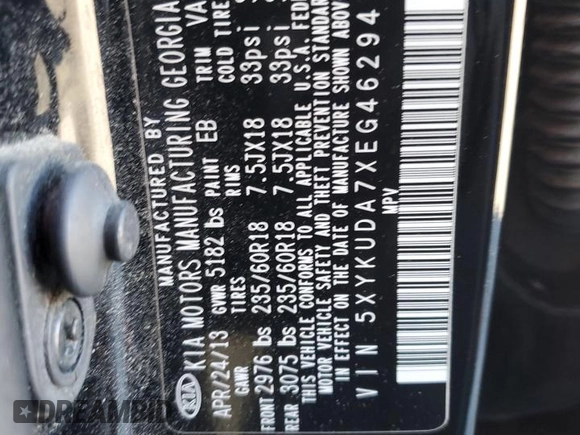 KIA
MANUFACTURED BY
KIA MOTORS MANUFACTURING GEORGIA
APR/24/13 GVWR 5182 lbs PAINT EB TRIM VA
GAWR TIRES RIMS COLD TIRE
FRONT 2976 lbs 235/60R18 7.5JX18 33psi
REAR 3075 lbs 235/60R18 7.5JX18 33psi
THIS VEHICLE CONFORMS TO ALL APPLICABLE U.S.A. FED
MOTOR VEHICLE SAFETY AND THEFT PREVENTION STANDAR
IN EFFECT ON THE DATE OF MANUFACTURE SHOWN ABOV
VIN 5XYKUDA7XEG46294
MPV
DREAMBID